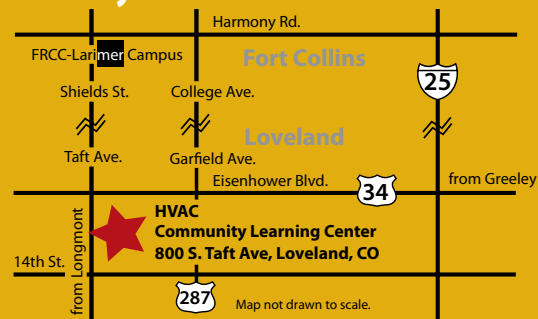 Harmony Rd.
FRCC-Larimer Campus
Fort Collins
25
Shields St.
College Ave.
Loveland
Taft Ave.
Garfield Ave.
Eisenhower Blvd.
34
from Greeley
HVAC
Community Learning Center
800 S. Taft Ave, Loveland, CO
from Longmont
14th St.
287
Map not drawn to scale.